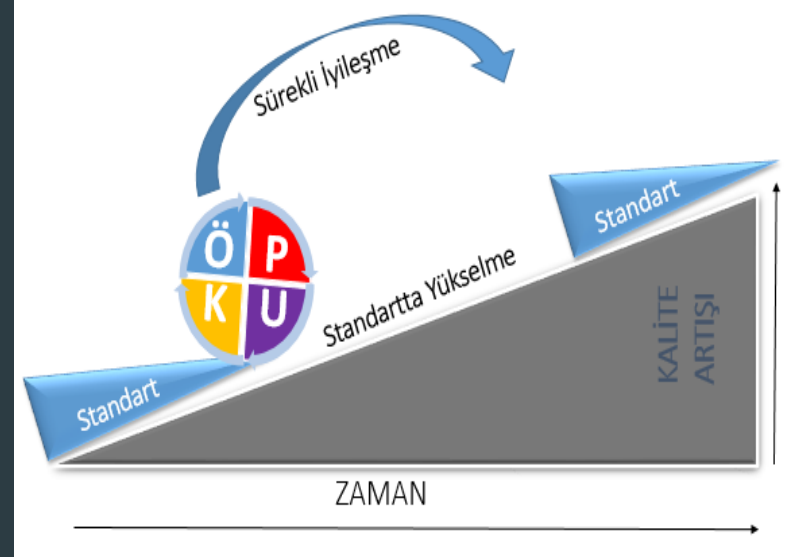 Sürekli İyileşme
Ö P
K U
Standart
Standartta Yükselme
Standart
KALİTE
ARTIŞI
ZAMAN